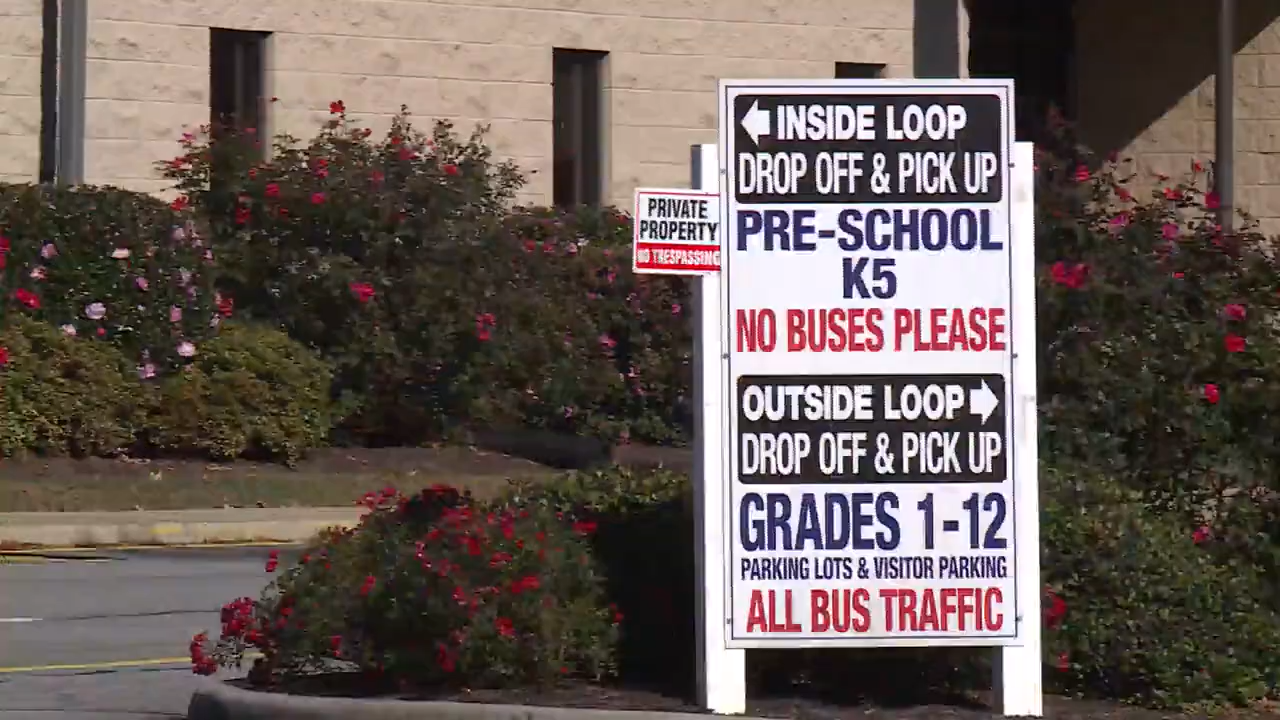 INSIDE LOOP
DROP OFF & PICK UP
PRE-SCHOOL
K5
NO BUSES PLEASE
OUTSIDE LOOP
DROP OFF & PICK UP
GRADES 1-12
PARKING LOTS & VISITOR PARKING
ALL BUS TRAFFIC
PRIVATE
PROPERTY
NO TRESPASSING